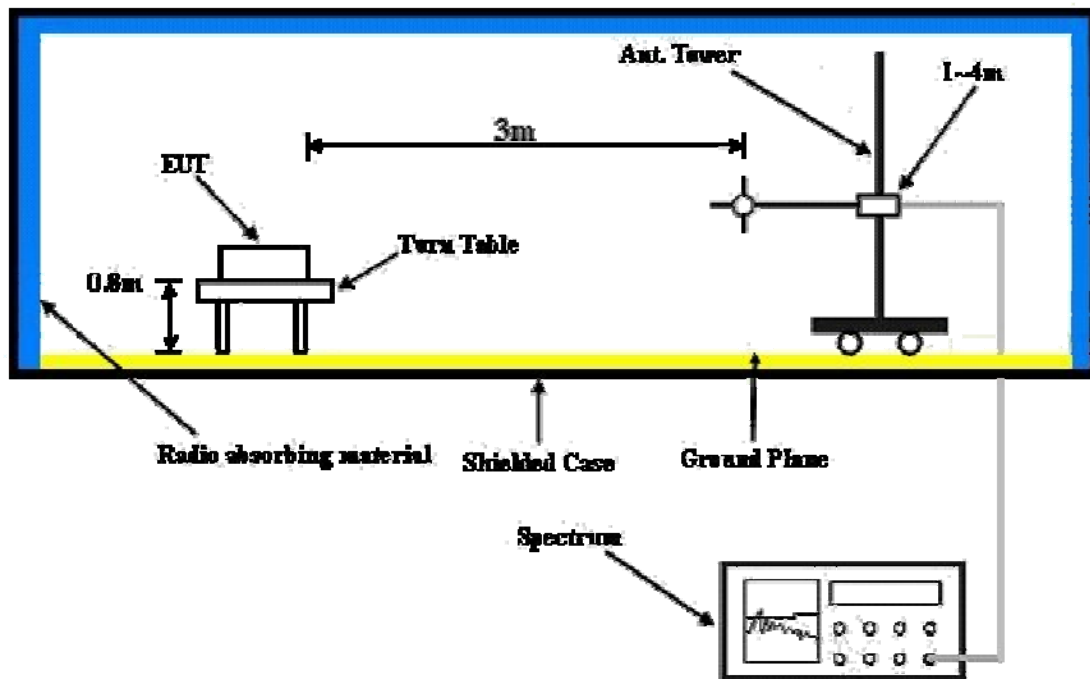 Ant. Tower
1~4m
3m
EUT
Turn Table
0.8m
Radio absorbing material
Shielded Case
Ground Plane
Spectrum